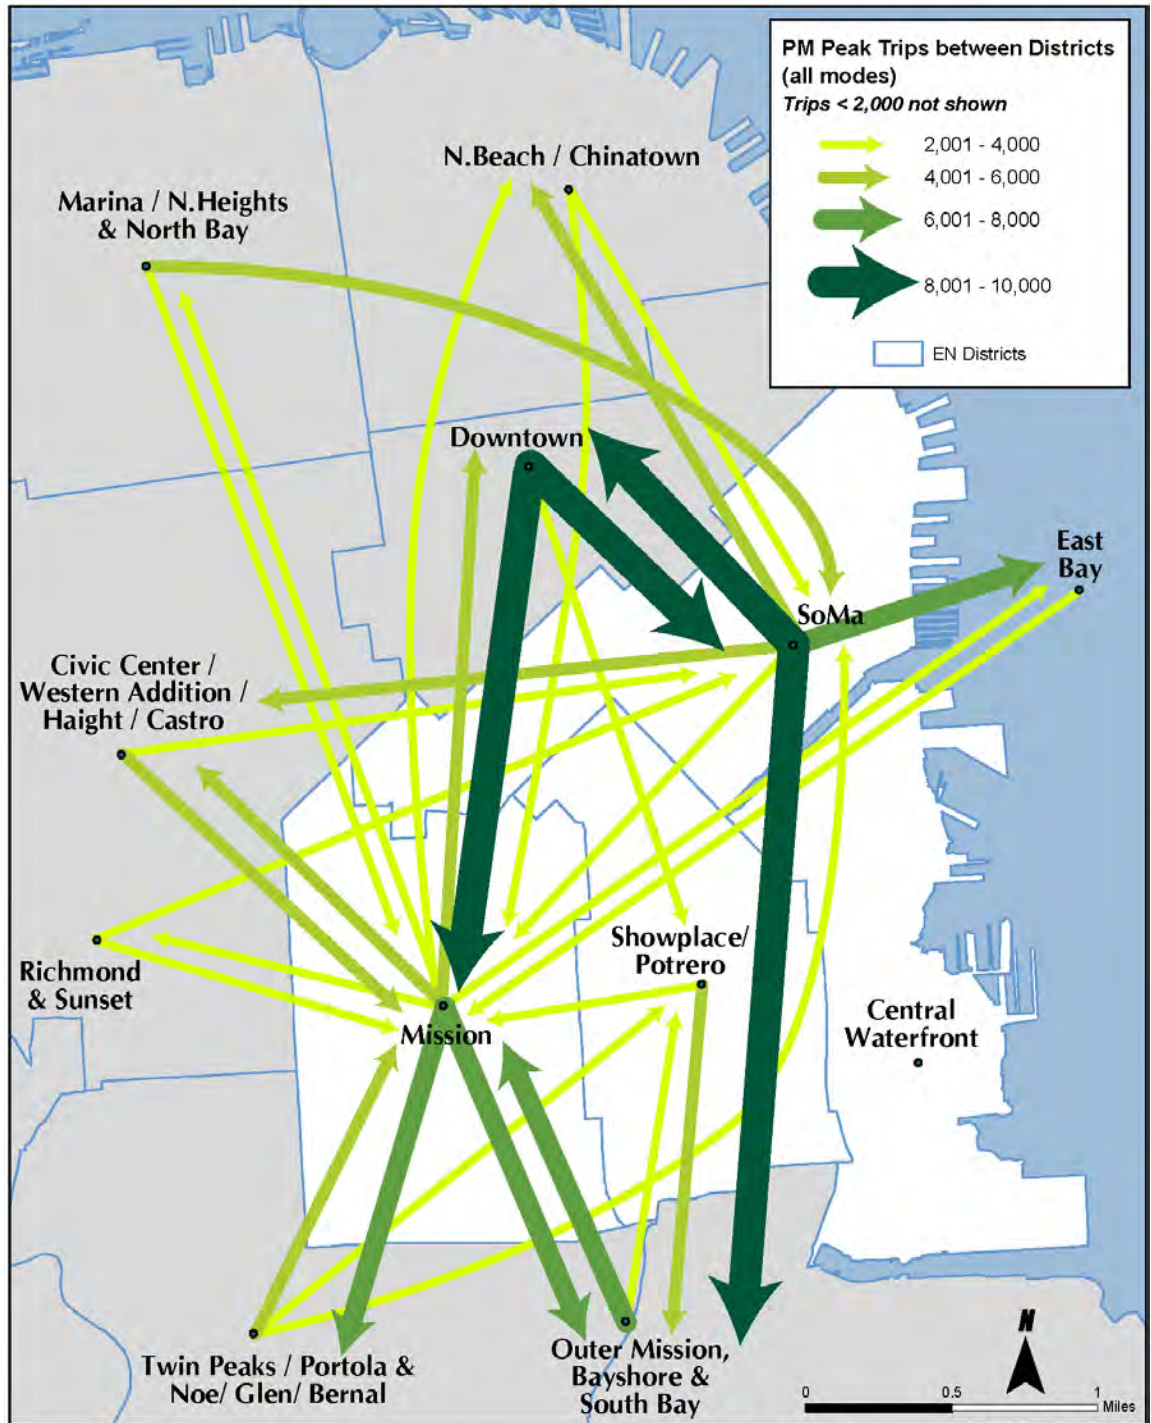 PM Peak Trips between Districts
(all modes)
Trips < 2,000 not shown
2,001 - 4,000
4,001 - 6,000
6,001 - 8,000
8,001 - 10,000
EN Districts
N.Beach / Chinatown
Marina / N.Heights
& North Bay
Downtown
East
Bay
SoMa
Civic Center /
Western Addition /
Haight / Castro
Showplace/
Potrero
Richmond
& Sunset
Mission
Central
Waterfront
Twin Peaks / Portola &
Noe/ Glen/ Bernal
Outer Mission,
Bayshore &
South Bay
N
0 0.5 1
Miles